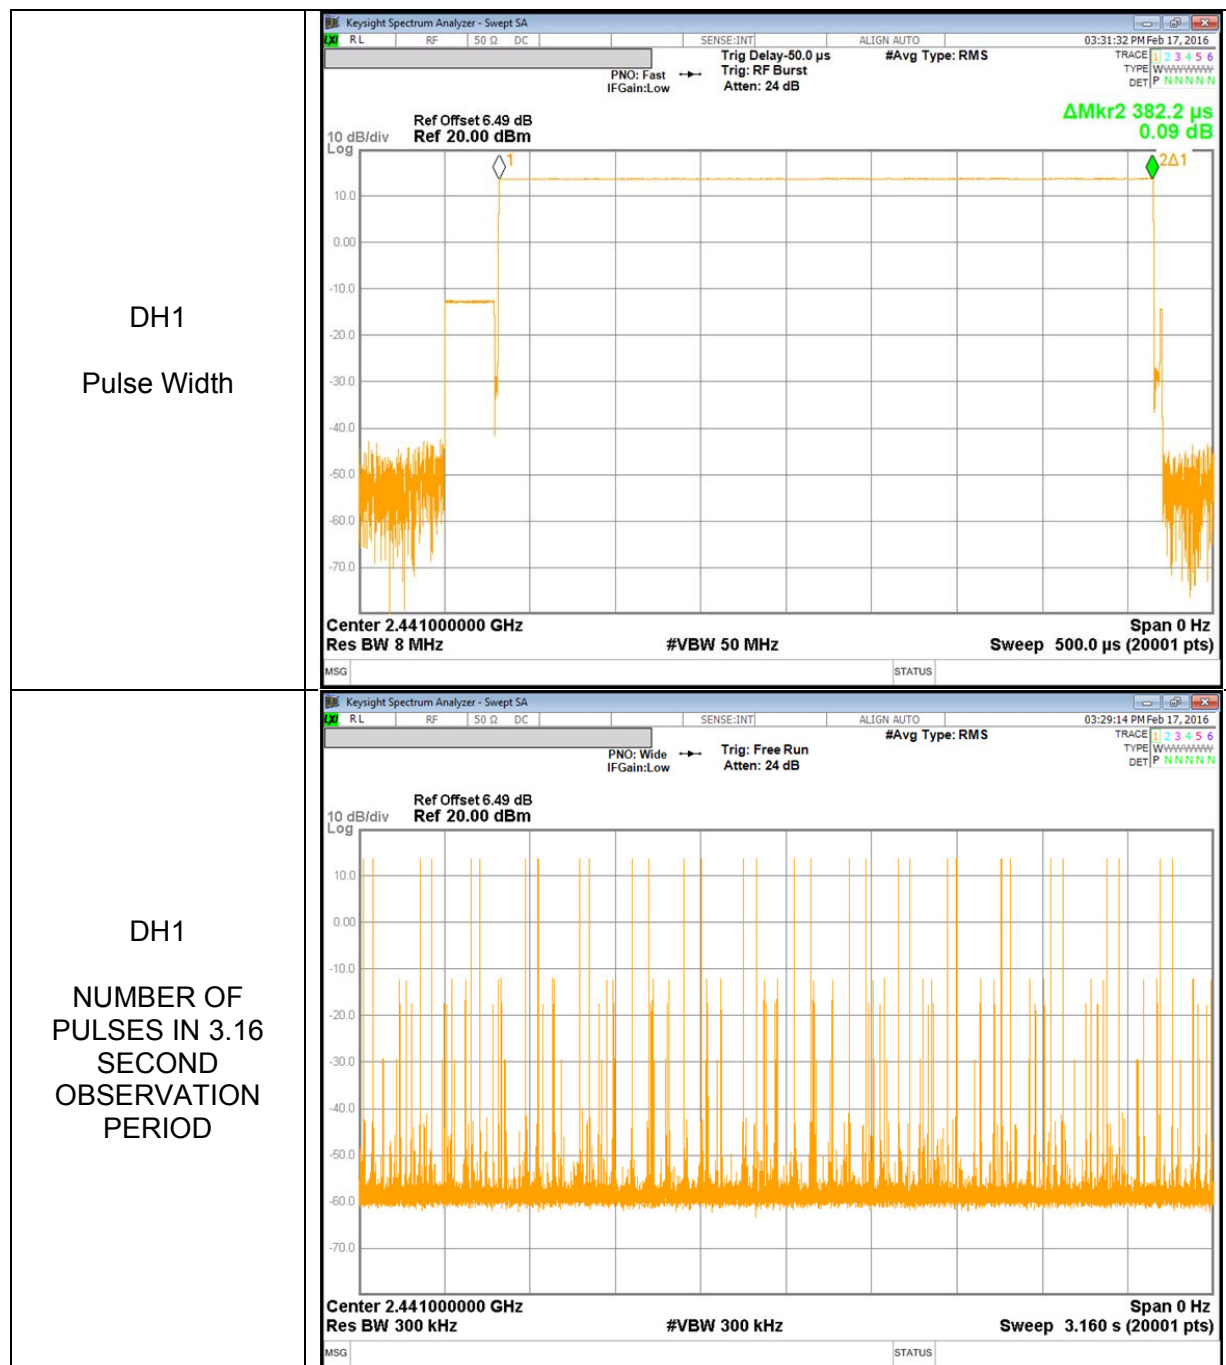 DH1
Pulse Width
Keysight Spectrum Analyzer - Swept SA
LXI RL RF 50 Ω DC SENSE:INT ALIGN AUTO 03:31:32 PM Feb 17, 2016
Trig Delay-50.0 µs #Avg Type: RMS TRACE 1 2 3 4 5 6
PNO: Fast Trig: RF Burst TYPE WWWWWW
IFGain:Low Atten: 24 dB DET P N N N N N
ΔMkr2 382.2 µs
Ref Offset 6.49 dB 0.09 dB
10 dB/div Ref 20.00 dBm
Log
1 2Δ1
10.0
0.00
-10.0
-20.0
-30.0
-40.0
-50.0
-60.0
-70.0
Center 2.441000000 GHz Span 0 Hz
Res BW 8 MHz #VBW 50 MHz Sweep 500.0 µs (20001 pts)
MSG STATUS
DH1
NUMBER OF
PULSES IN 3.16
SECOND
OBSERVATION
PERIOD
Keysight Spectrum Analyzer - Swept SA
LXI RL RF 50 Ω DC SENSE:INT ALIGN AUTO 03:29:14 PM Feb 17, 2016
#Avg Type: RMS TRACE 1 2 3 4 5 6
PNO: Wide Trig: Free Run TYPE WWWWWW
IFGain:Low Atten: 24 dB DET P N N N N N
Ref Offset 6.49 dB
10 dB/div Ref 20.00 dBm
Log
10.0
0.00
-10.0
-20.0
-30.0
-40.0
-50.0
-60.0
-70.0
Center 2.441000000 GHz Span 0 Hz
Res BW 300 kHz #VBW 300 kHz Sweep 3.160 s (20001 pts)
MSG STATUS